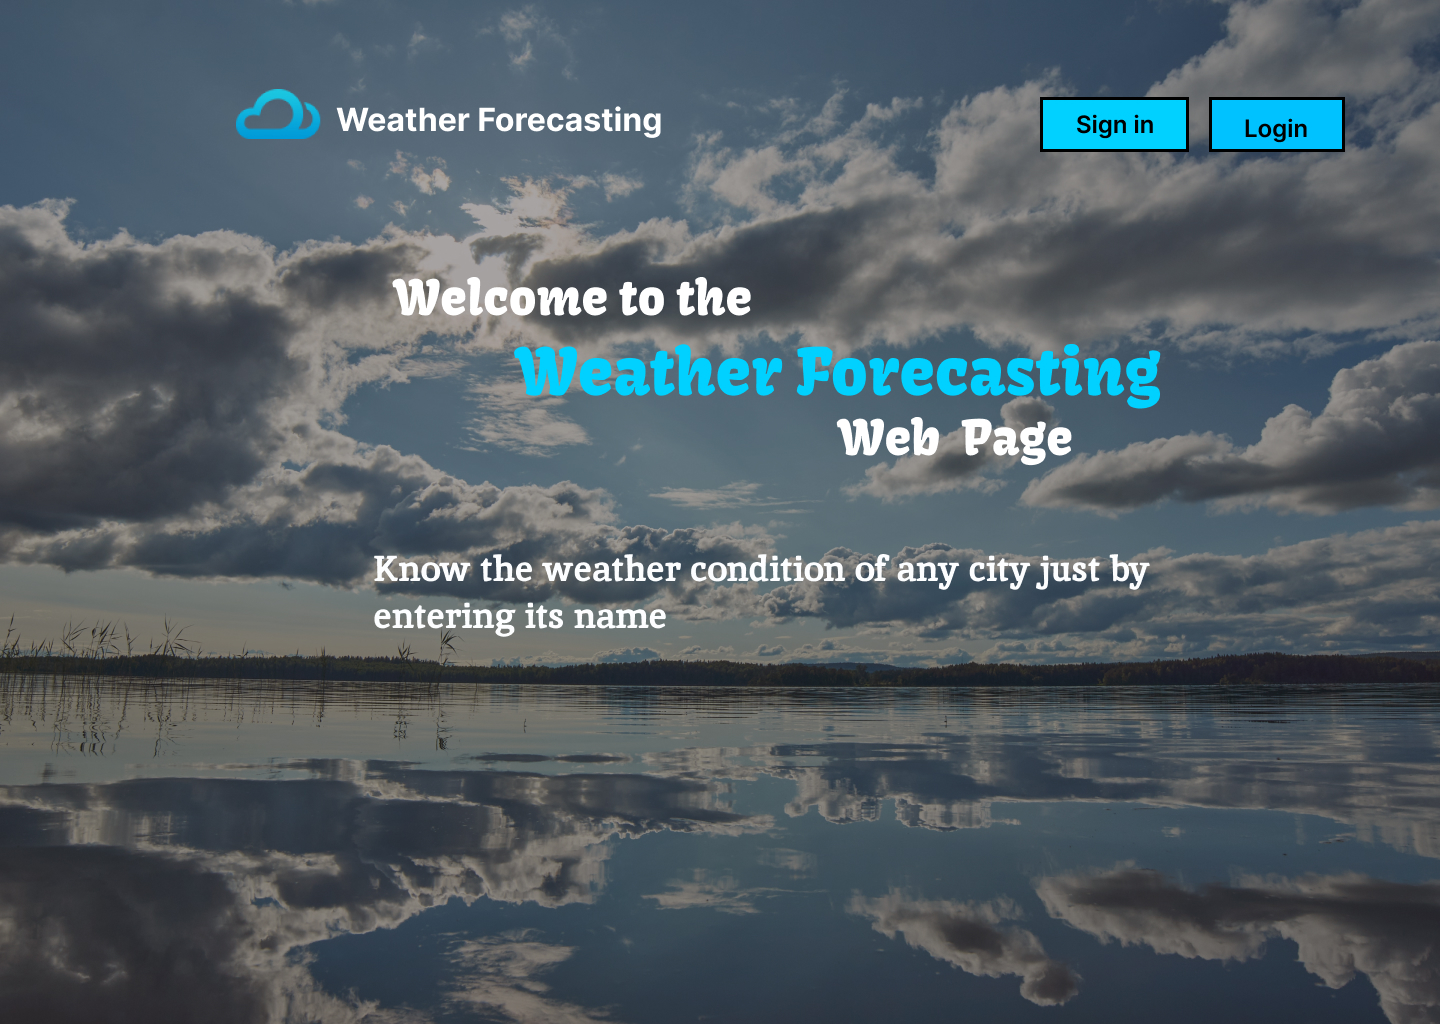 Weather Forecasting
Sign in
Login
Welcome to the
Weather Forecasting
Web Page
Know the weather condition of any city just by
entering its name